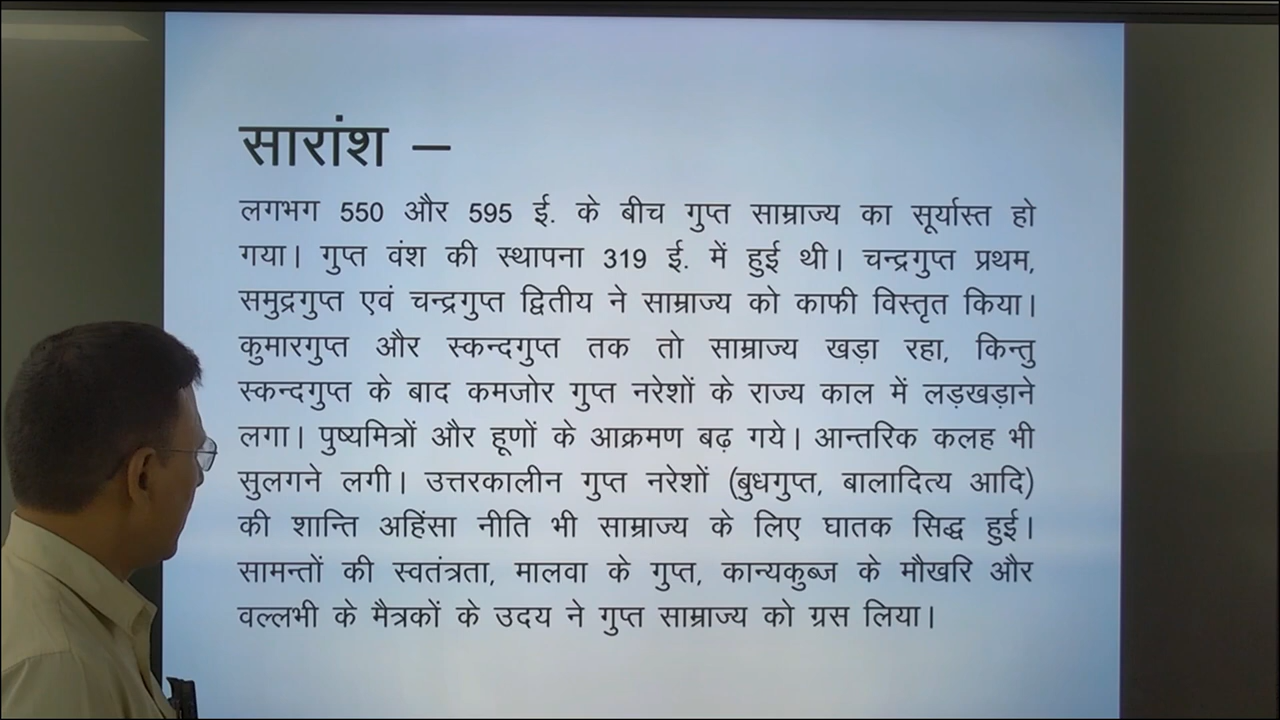 सारांश –
लगभग 550 और 595 ई. के बीच गुप्त साम्राज्य का सूर्यास्त हो
गया। गुप्त वंश की स्थापना 319 ई. में हुई थी। चन्द्रगुप्त प्रथम,
समुद्रगुप्त एवं चन्द्रगुप्त द्वितीय ने साम्राज्य को काफी विस्तृत किया।
कुमारगुप्त और स्कन्दगुप्त तक तो साम्राज्य खड़ा रहा, किन्तु
स्कन्दगुप्त के बाद कमजोर गुप्त नरेशों के राज्य काल में लड़खड़ाने
लगा। पुष्यमित्रों और हूणों के आक्रमण बढ़ गये। आन्तरिक कलह भी
सुलगने लगी। उत्तरकालीन गुप्त नरेशों (बुधगुप्त, बालादित्य आदि)
की शान्ति अहिंसा नीति भी साम्राज्य के लिए घातक सिद्ध हुई।
सामन्तों की स्वतंत्रता, मालवा के गुप्त, कान्यकुब्ज के मौखरि और
वल्लभी के मैत्रकों के उदय ने गुप्त साम्राज्य को ग्रस लिया।